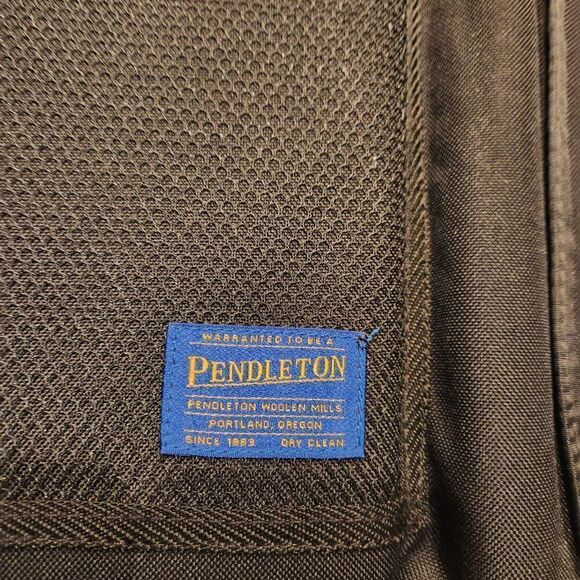 WARRANTED TO BE A
PENDLETON
PENDLETON WOOLEN MILLS
PORTLAND, OREGON
SINCE 1863 DRY CLEAN